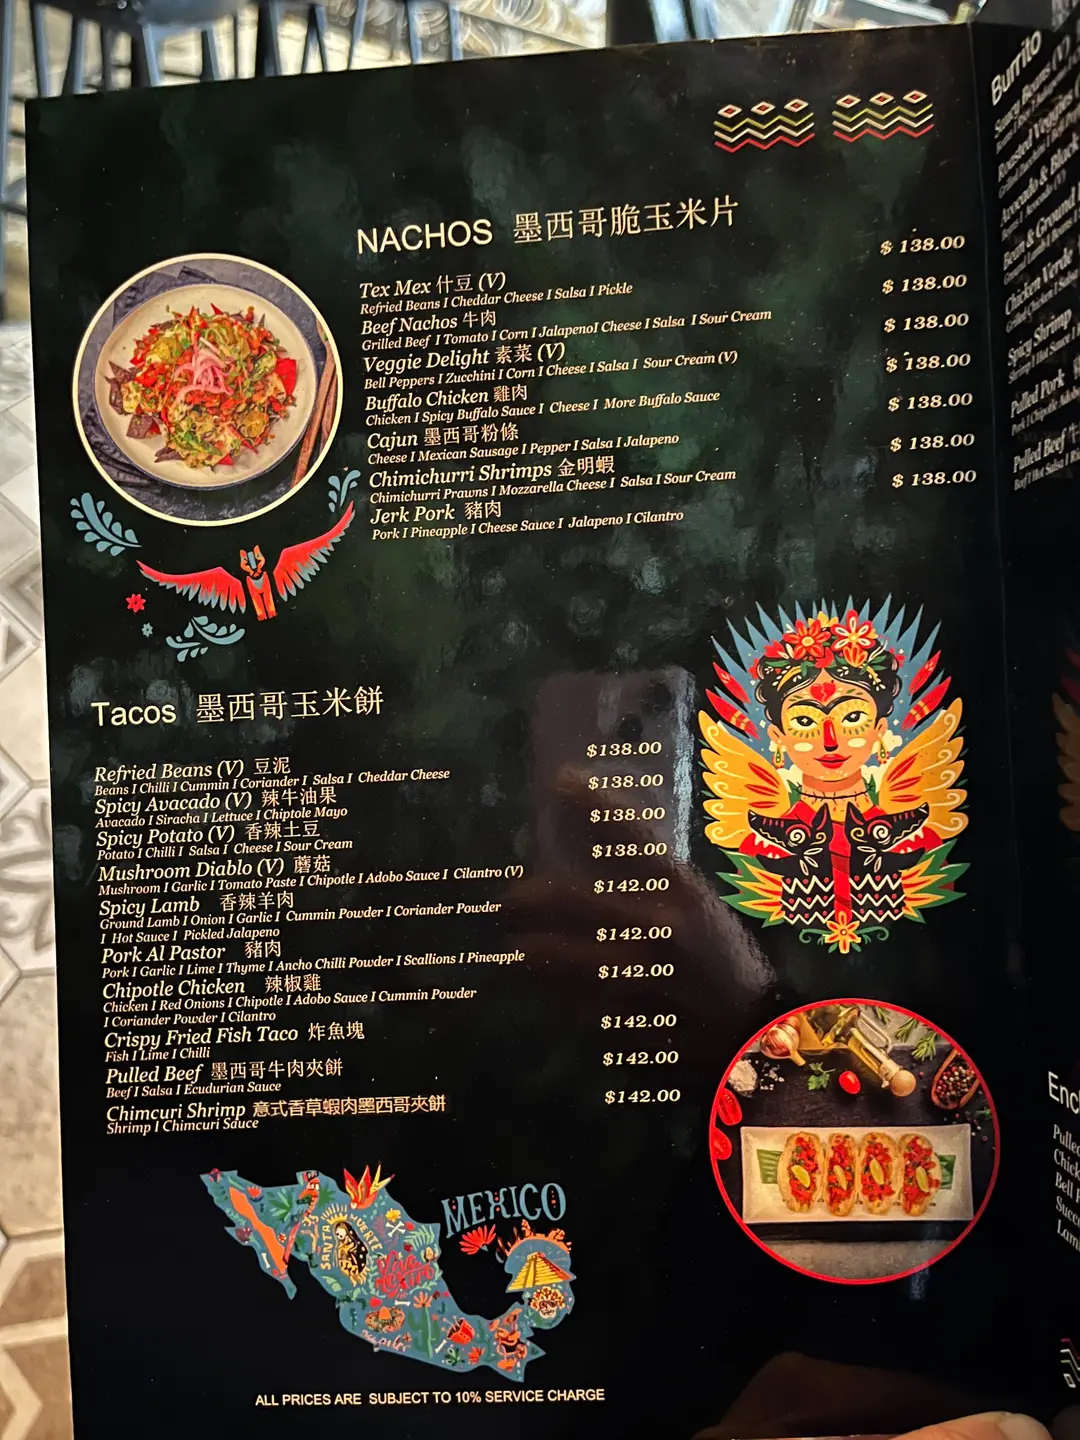 NACHOS 墨西哥脆玉米片
Tex Mex 什豆 (V) $ 138.00
Refried Beans I Cheddar Cheese I Salsa I Pickle
Beef Nachos 牛肉 $ 138.00
Grilled Beef I Tomato I Corn I JalapenoI Cheese I Salsa I Sour Cream
Veggie Delight 素菜 (V) $ 138.00
Bell Peppers I Zucchini I Corn I Cheese I Salsa I Sour Cream (V)
Buffalo Chicken 雞肉 $ 138.00
Chicken I Spicy Buffalo Sauce I Cheese I More Buffalo Sauce
Cajun 墨西哥粉條 $ 138.00
Cheese I Mexican Sausage I Pepper I Salsa I Jalapeno
Chimichurri Shrimps 金明蝦 $ 138.00
Chimichurri Prawns I Mozzarella Cheese I Salsa I Sour Cream
Jerk Pork 豬肉 $ 138.00
Pork I Pineapple I Cheese Sauce I Jalapeno I Cilantro
Tacos 墨西哥玉米餅
Refried Beans (V) 豆泥 $138.00
Beans I Chilli I Cummin I Coriander I Salsa I Cheddar Cheese
Spicy Avacado (V) 辣牛油果 $138.00
Avacado I Siracha I Lettuce I Chiptole Mayo
Spicy Potato (V) 香辣土豆 $138.00
Potato I Chilli I Salsa I Cheese I Sour Cream
Mushroom Diablo (V) 蘑菇 $138.00
Mushroom I Garlic I Tomato Paste I Chipotle I Adobo Sauce I Cilantro (V)
Spicy Lamb 香辣羊肉 $142.00
Ground Lamb I Onion I Garlic I Cummin Powder I Coriander Powder
I Hot Sauce I Pickled Jalapeno
Pork Al Pastor 豬肉 $142.00
Pork I Garlic I Lime I Thyme I Ancho Chilli Powder I Scallions I Pineapple
Chipotle Chicken 辣椒雞 $142.00
Chicken I Red Onions I Chipotle I Adobo Sauce I Cummin Powder
I Coriander Powder I Cilantro
Crispy Fried Fish Taco 炸魚塊 $142.00
Fish I Lime I Chilli
Pulled Beef 墨西哥牛肉夾餅 $142.00
Beef I Salsa I Ecudurian Sauce
Chimcuri Shrimp 意式香草蝦肉墨西哥夾餅 $142.00
Shrimp I Chimcuri Sauce
MEXICO
SANTA MUERTE
Viva
ALL PRICES ARE SUBJECT TO 10% SERVICE CHARGE
Burrito
Roasted Veggies
Avocado & Black
Bean & Ground
Chicken Verde
Spicy Shrimp
Pulled Pork
Pulled Beef